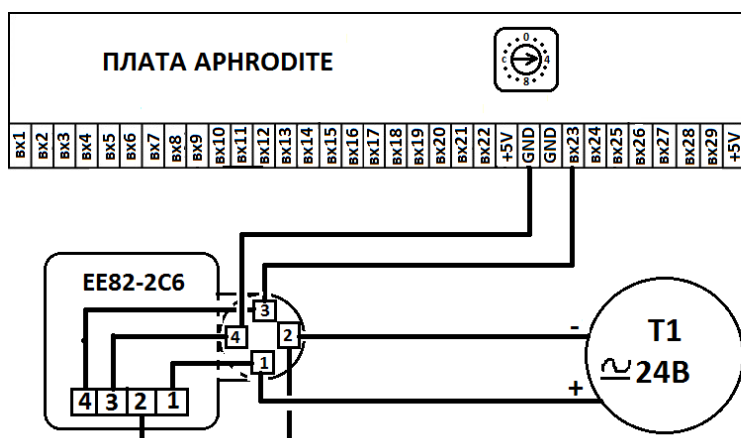 ПЛАТА APHRODITE
0
С 4
8
вх1 вх2 вх3 вх4 вх5 вх6 вх7 вх8 вх9 вх10 вх11 вх12 вх13 вх14 вх15 вх16 вх17 вх18 вх19 вх20 вх21 вх22 +5V GND GND вх23 вх24 вх25 вх26 вх27 вх28 вх29 +5V
EE82-2C6
3
4 2
1
4 3 2 1
-
T1
24В
+